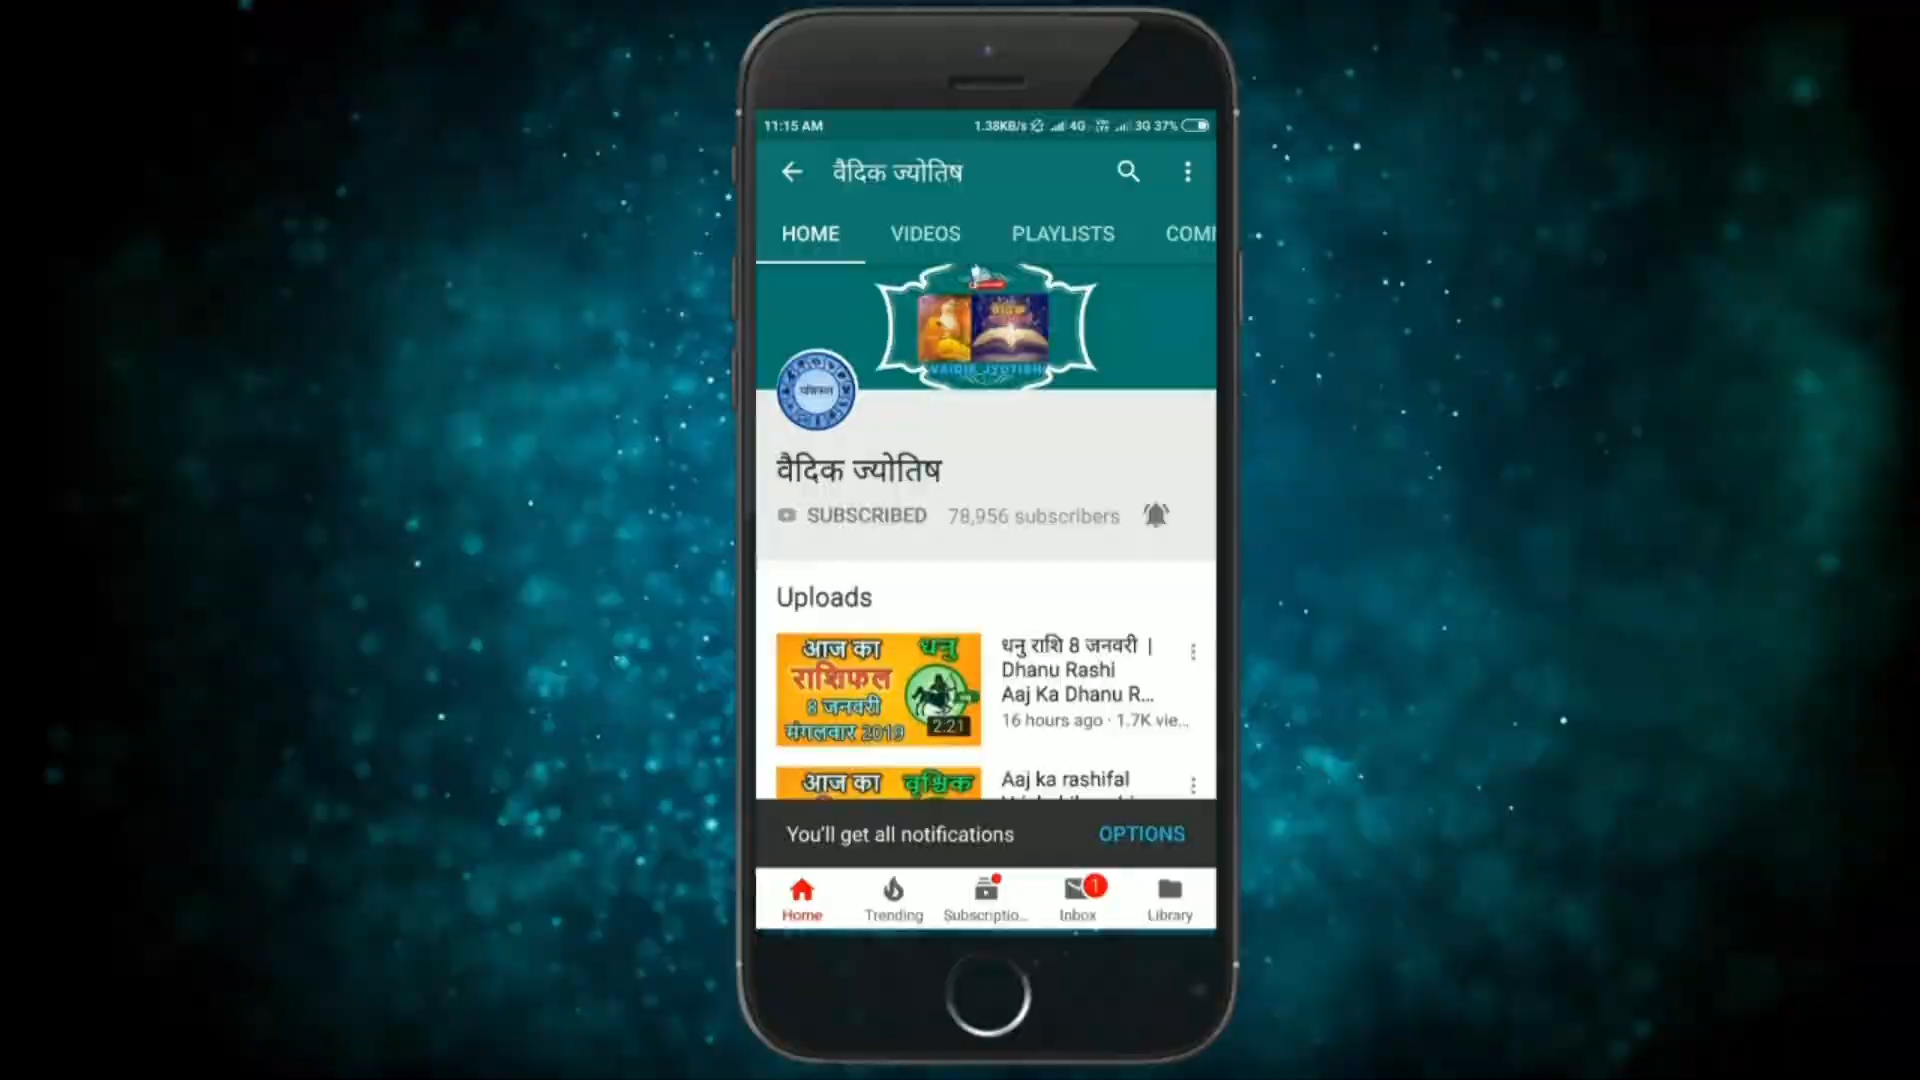 11:15 AM 1.38KB/s 4G 3G 37%
वैदिक ज्योतिष
HOME VIDEOS PLAYLISTS COM
VAIDIK JYOTISH
राशिफल
वैदिक ज्योतिष
SUBSCRIBED 78,956 subscribers
Uploads
आज का धनु
राशिफल
8 जनवरी
मंगलवार 2019
2:21
धनु राशि 8 जनवरी |
Dhanu Rashi
Aaj Ka Dhanu R...
16 hours ago · 1.7K vie...
आज का वृश्चिक
Aaj ka rashifal
You'll get all notifications OPTIONS
Home Trending Subscriptio... Inbox 1 Library